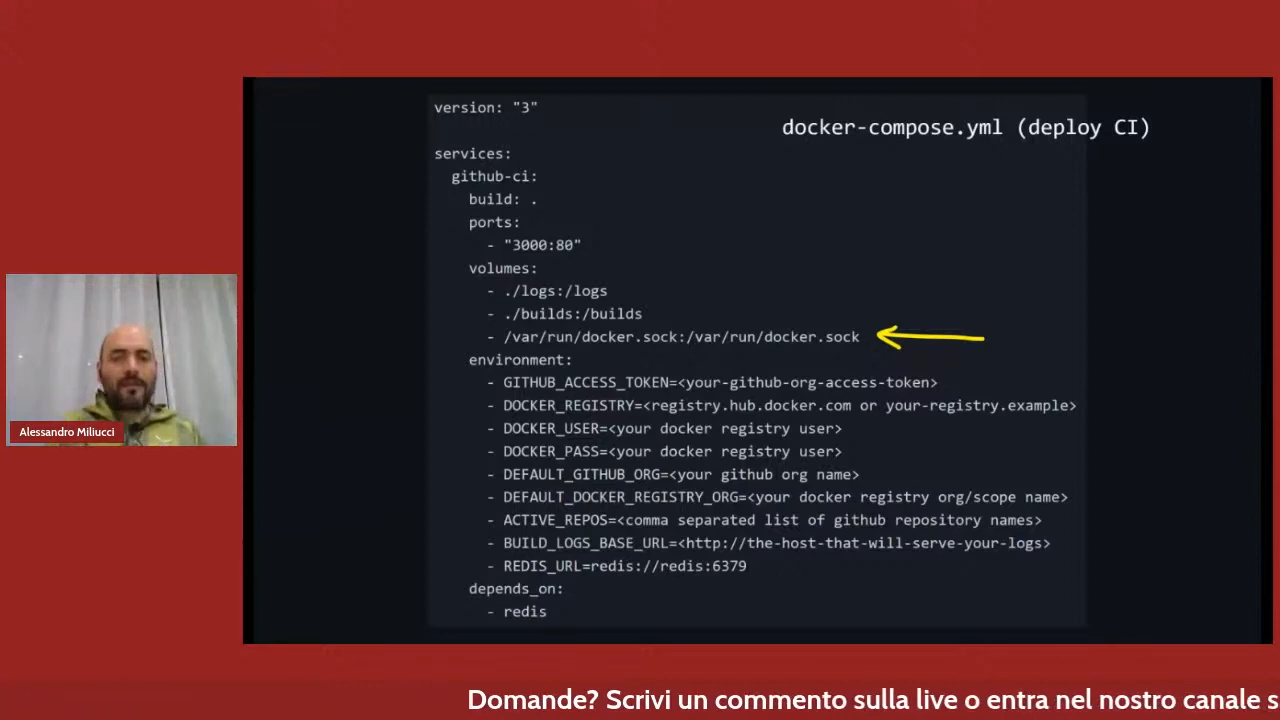 version: "3"
docker-compose.yml (deploy CI)
services:
github-ci:
build: .
ports:
- "3000:80"
volumes:
- ./logs:/logs
- ./builds:/builds
- /var/run/docker.sock:/var/run/docker.sock
environment:
- GITHUB_ACCESS_TOKEN=<your-github-org-access-token>
- DOCKER_REGISTRY=<registry.hub.docker.com or your-registry.example>
- DOCKER_USER=<your docker registry user>
- DOCKER_PASS=<your docker registry user>
- DEFAULT_GITHUB_ORG=<your github org name>
- DEFAULT_DOCKER_REGISTRY_ORG=<your docker registry org/scope name>
- ACTIVE_REPOS=<comma separated list of github repository names>
- BUILD_LOGS_BASE_URL=<http://the-host-that-will-serve-your-logs>
- REDIS_URL=redis://redis:6379
depends_on:
- redis
Alessandro Miliucci
Domande? Scrivi un commento sulla live o entra nel nostro canale s